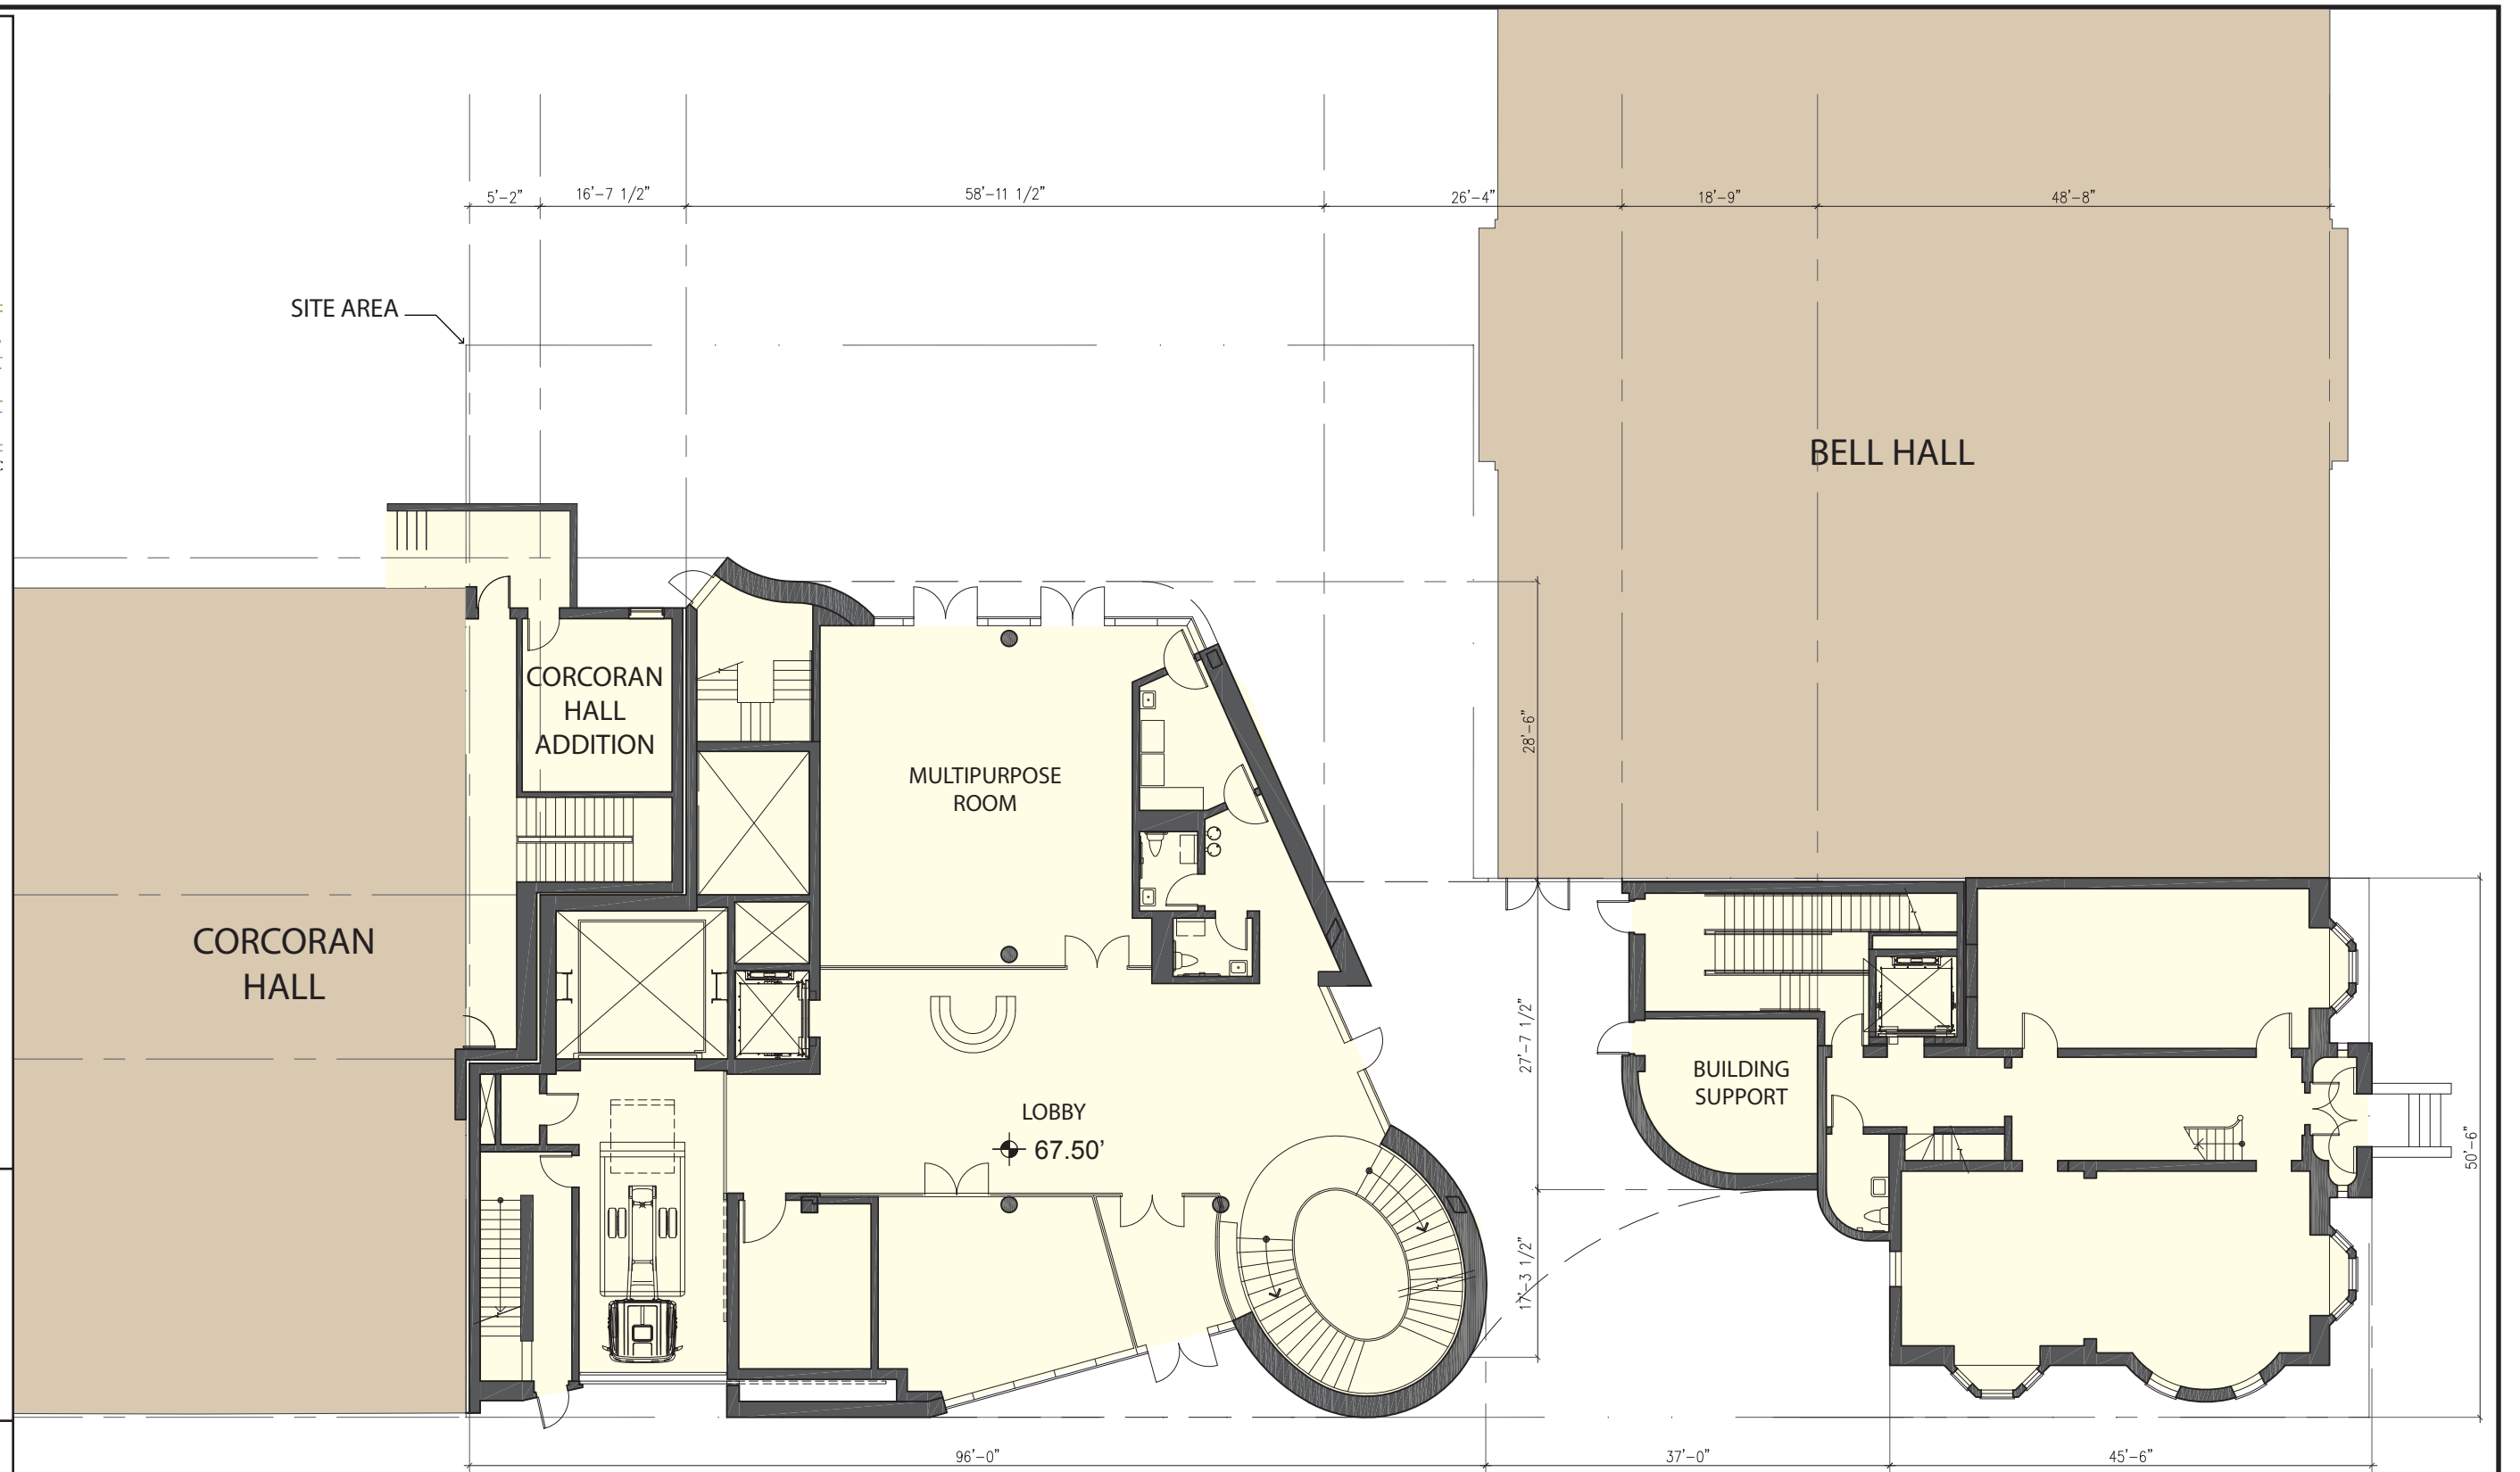 5'-2" 16'-7 1/2" 58'-11 1/2" 26'-4" 18'-9" 48'-8"
SITE AREA
BELL HALL
CORCORAN
HALL
ADDITION
MULTIPURPOSE
ROOM
28'-6"
CORCORAN
HALL
27'-7 1/2"
BUILDING
SUPPORT
LOBBY
67.50'
50'-6"
17'-3 1/2"
96'-0" 37'-0" 45'-6"